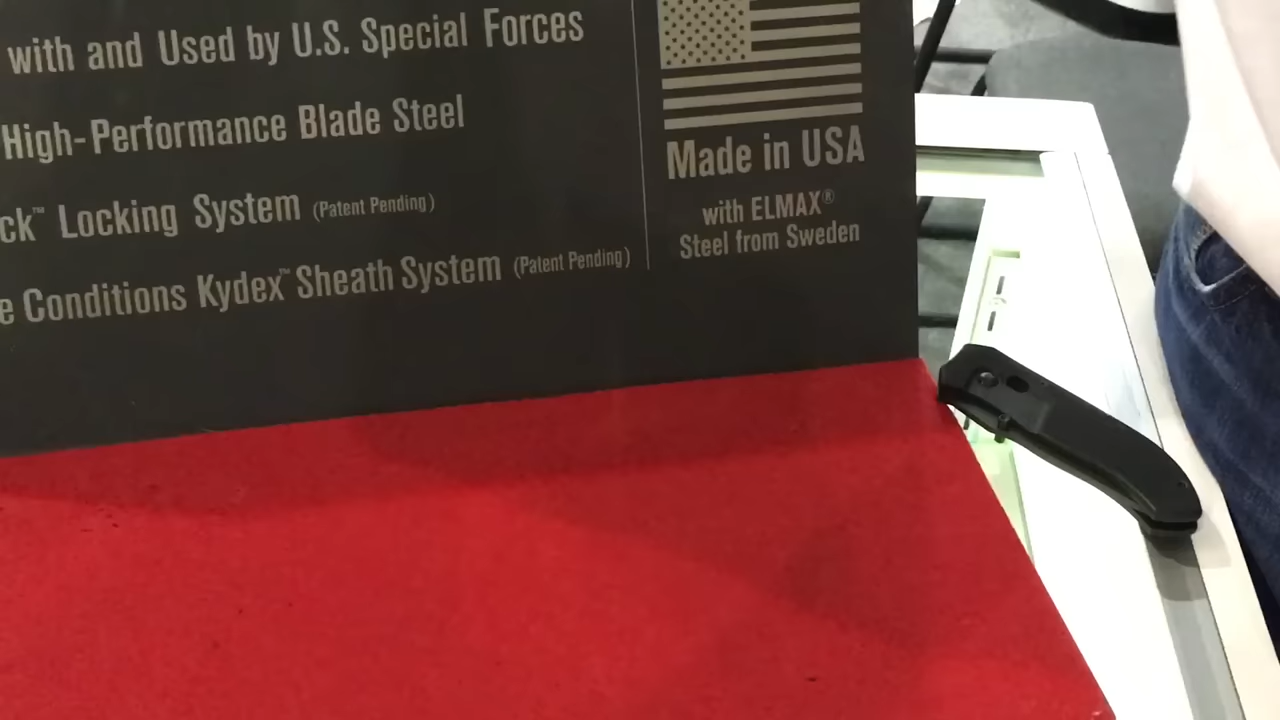 with and Used by U.S. Special Forces
High-Performance Blade Steel
ck™ Locking System (Patent Pending)
e Conditions Kydex™ Sheath System (Patent Pending)
Made in USA
with ELMAX®
Steel from Sweden